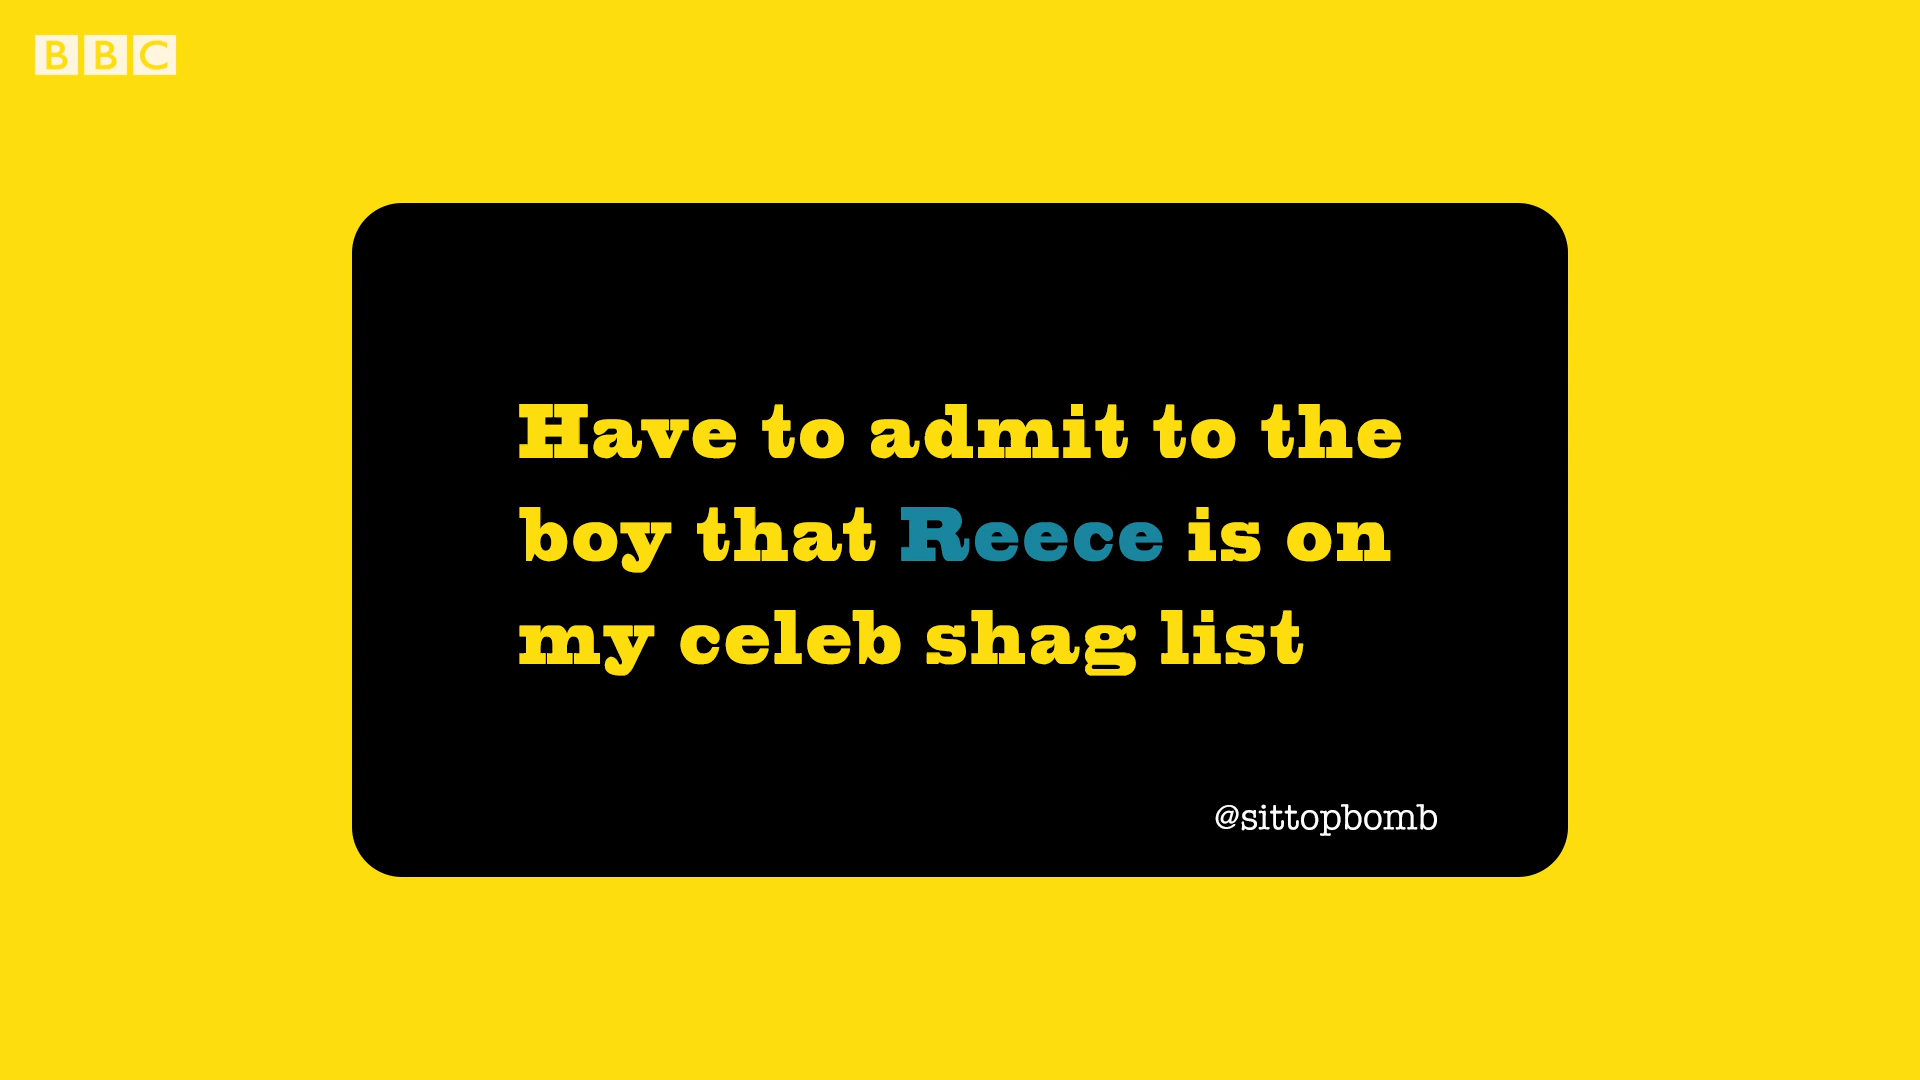 BBC
Have to admit to the
boy that Reece is on
my celeb shag list
@sittopbomb